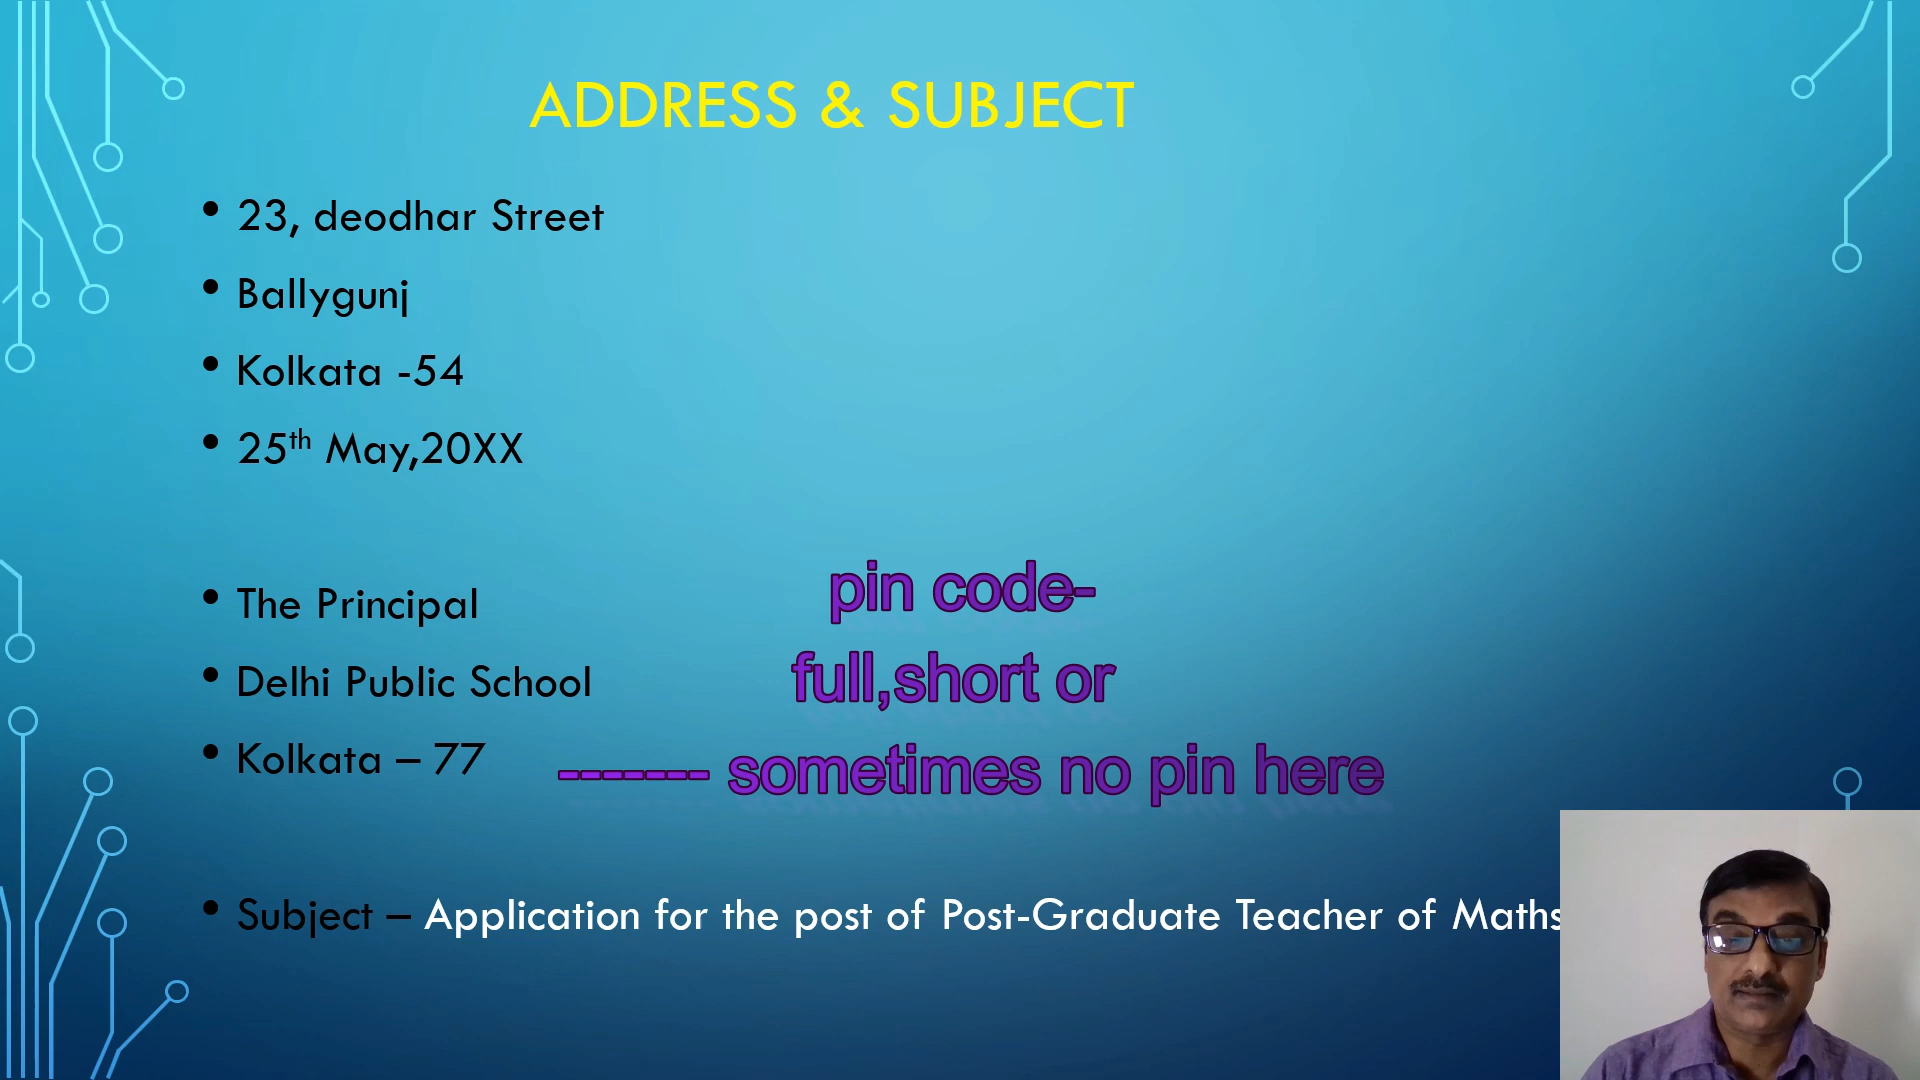 ADDRESS & SUBJECT
• 23, deodhar Street
• Ballygunj
• Kolkata -54
• 25th May,20XX
• The Principal
• Delhi Public School
• Kolkata – 77
pin code-
full,short or
------- sometimes no pin here
• Subject – Application for the post of Post-Graduate Teacher of Maths